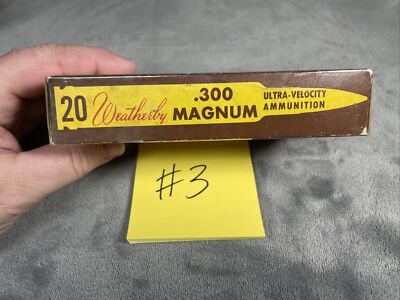 20 Weatherby .300 MAGNUM ULTRA-VELOCITY AMMUNITION
#3